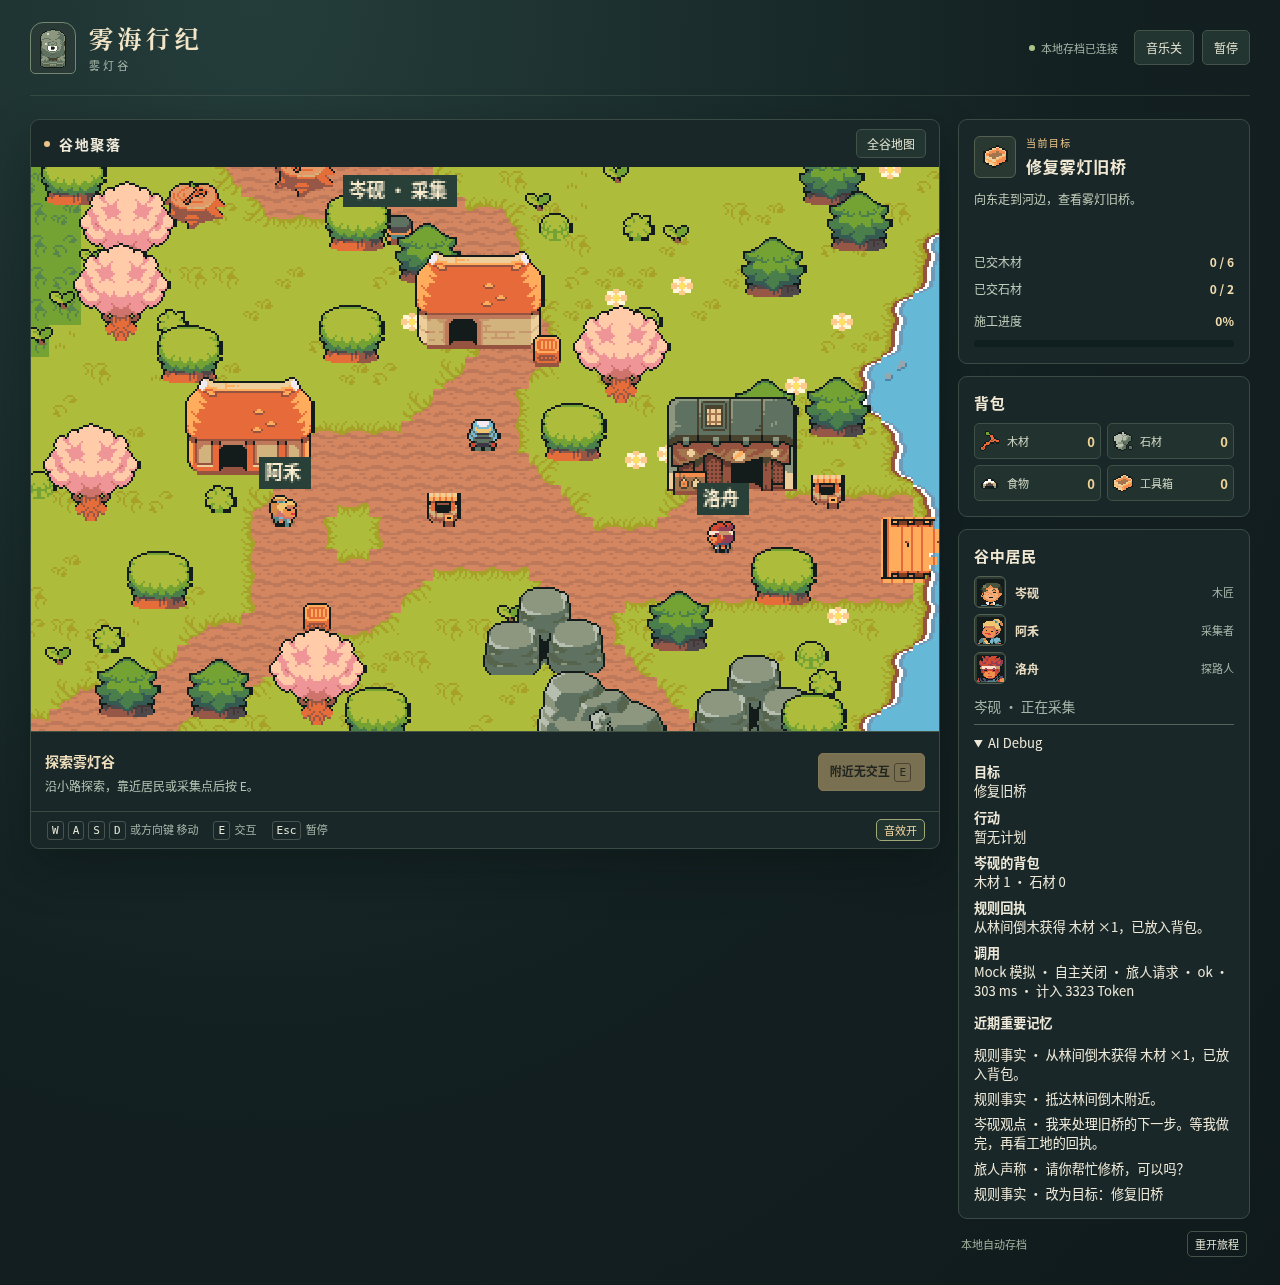 雾海行纪
雾灯谷
本地存档已连接
音乐关
暂停
谷地聚落
全谷地图
岑砚 · 采集
阿禾
洛舟
探索雾灯谷
沿小路探索，靠近居民或采集点后按 E。
附近无交互 E
W A S D 或方向键 移动 E 交互 Esc 暂停
音效开
当前目标
修复雾灯旧桥
向东走到河边，查看雾灯旧桥。
已交木材 0 / 6
已交石材 0 / 2
施工进度 0%
背包
木材 0 石材 0
食物 0 工具箱 0
谷中居民
岑砚 木匠
阿禾 采集者
洛舟 探路人
岑砚 · 正在采集
▼ AI Debug
目标
修复旧桥
行动
暂无计划
岑砚的背包
木材 1 · 石材 0
规则回执
从林间倒木获得 木材 ×1，已放入背包。
调用
Mock 模拟 · 自主关闭 · 旅人请求 · ok ·
303 ms · 计入 3323 Token
近期重要记忆
规则事实 · 从林间倒木获得 木材 ×1，已放
入背包。
规则事实 · 抵达林间倒木附近。
岑砚观点 · 我来处理旧桥的下一步。等我做
完，再看工地的回执。
旅人声称 · 请你帮忙修桥，可以吗？
规则事实 · 改为目标：修复旧桥
本地自动存档
重开旅程